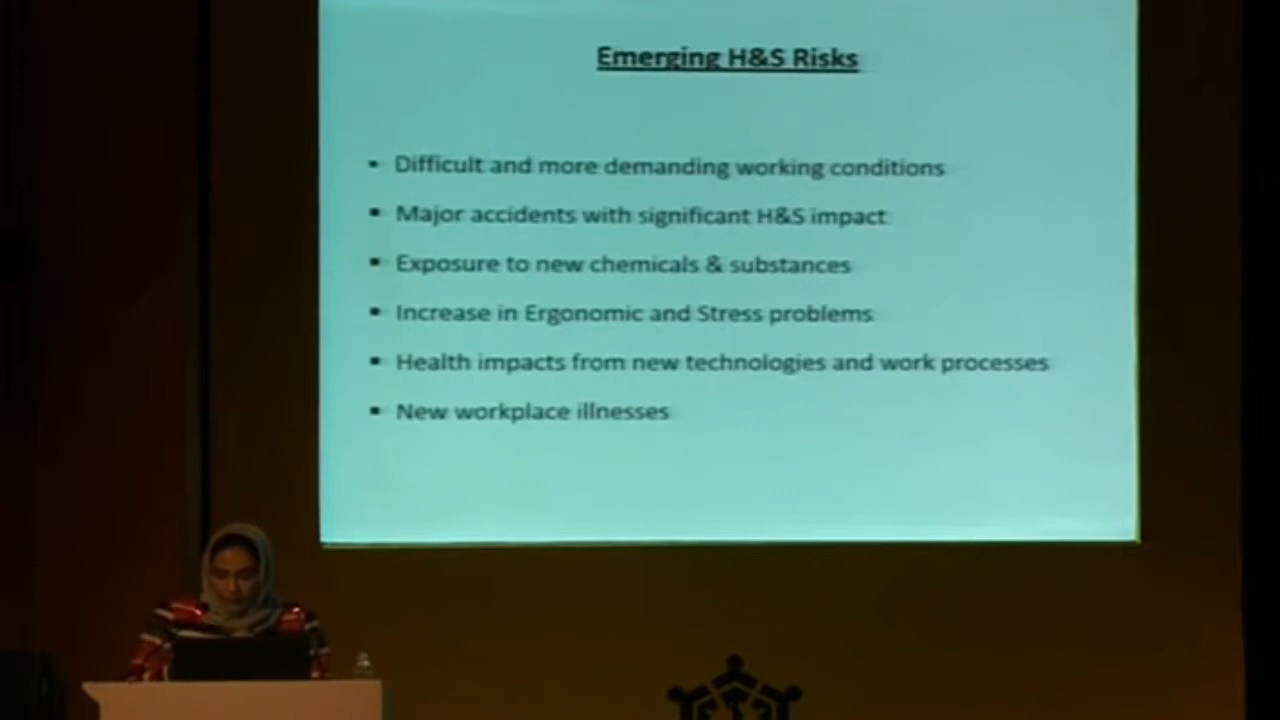 Emerging H&S Risks
▪ Difficult and more demanding working conditions
▪ Major accidents with significant H&S impact
▪ Exposure to new chemicals & substances
▪ Increase in Ergonomic and Stress problems
▪ Health impacts from new technologies and work processes
▪ New workplace illnesses